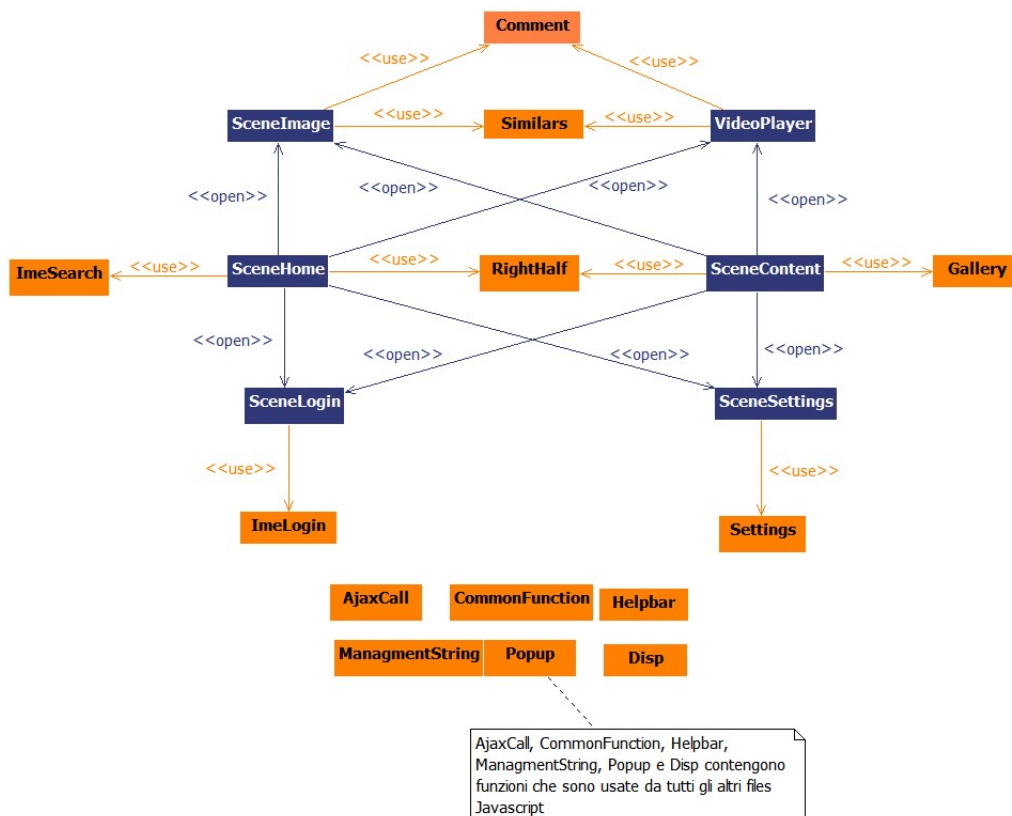 Comment
<<use>>
<<use>>
SceneImage
<<use>>
Similars
<<use>>
VideoPlayer
<<open>>
<<open>>
<<open>>
<<open>>
ImeSearch
<<use>>
SceneHome
<<use>>
RightHalf
<<use>>
SceneContent
<<use>>
Gallery
<<open>>
<<open>>
<<open>>
<<open>>
SceneLogin
SceneSettings
<<use>>
<<use>>
ImeLogin
Settings
AjaxCall
CommonFunction
Helpbar
ManagmentString
Popup
Disp
AjaxCall, CommonFunction, Helpbar,
ManagmentString, Popup e Disp contengono
funzioni che sono usate da tutti gli altri files
Javascript